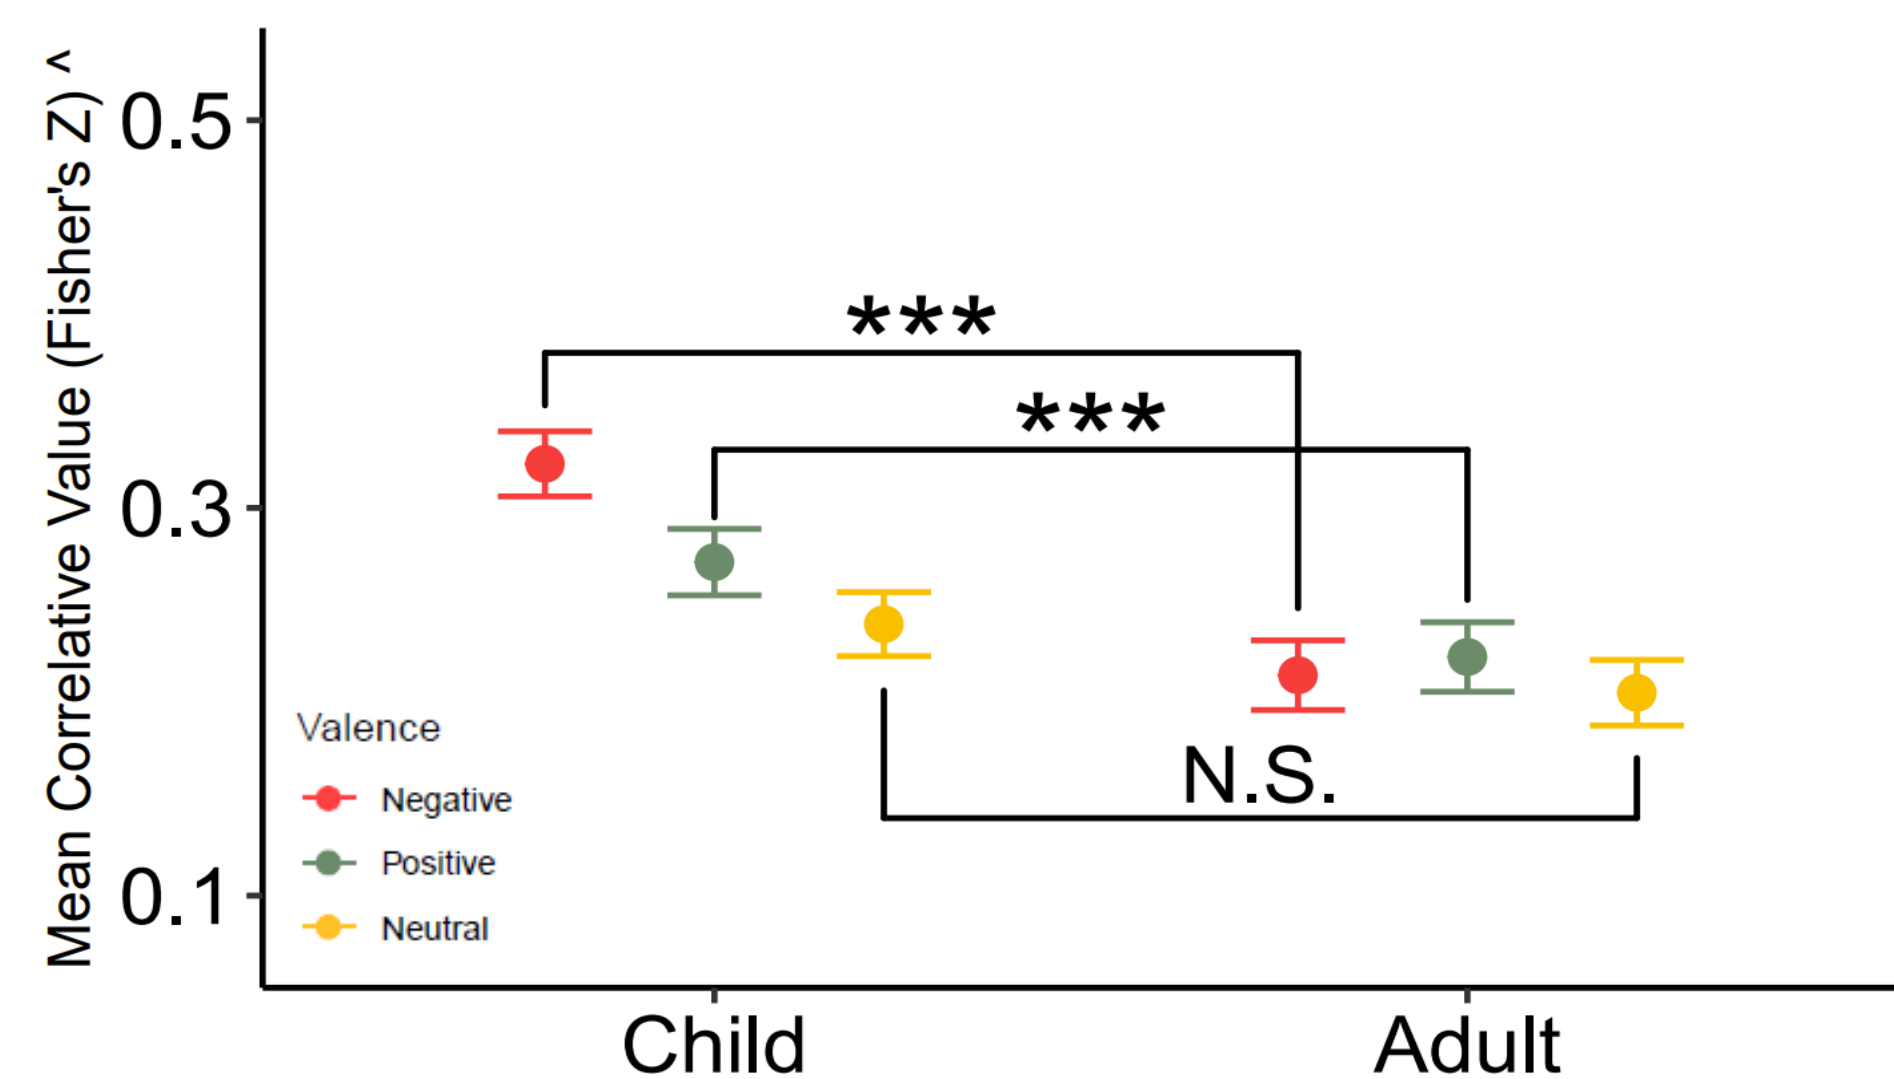 Mean Correlative Value (Fisher's Z) ^
0.5
0.3
0.1
***
***
N.S.
Valence
Negative
Positive
Neutral
Child
Adult